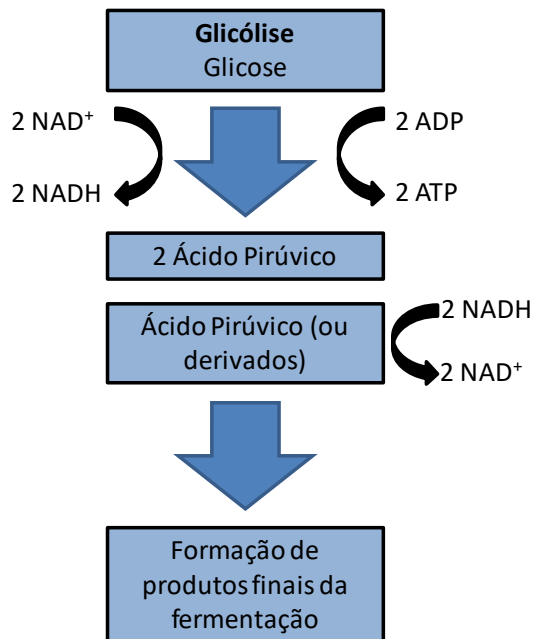 Glicólise
Glicose
2 NAD⁺
2 ADP
2 NADH
2 ATP
2 Ácido Pirúvico
Ácido Pirúvico (ou
derivados)
2 NADH
2 NAD⁺
Formação de
produtos finais da
fermentação